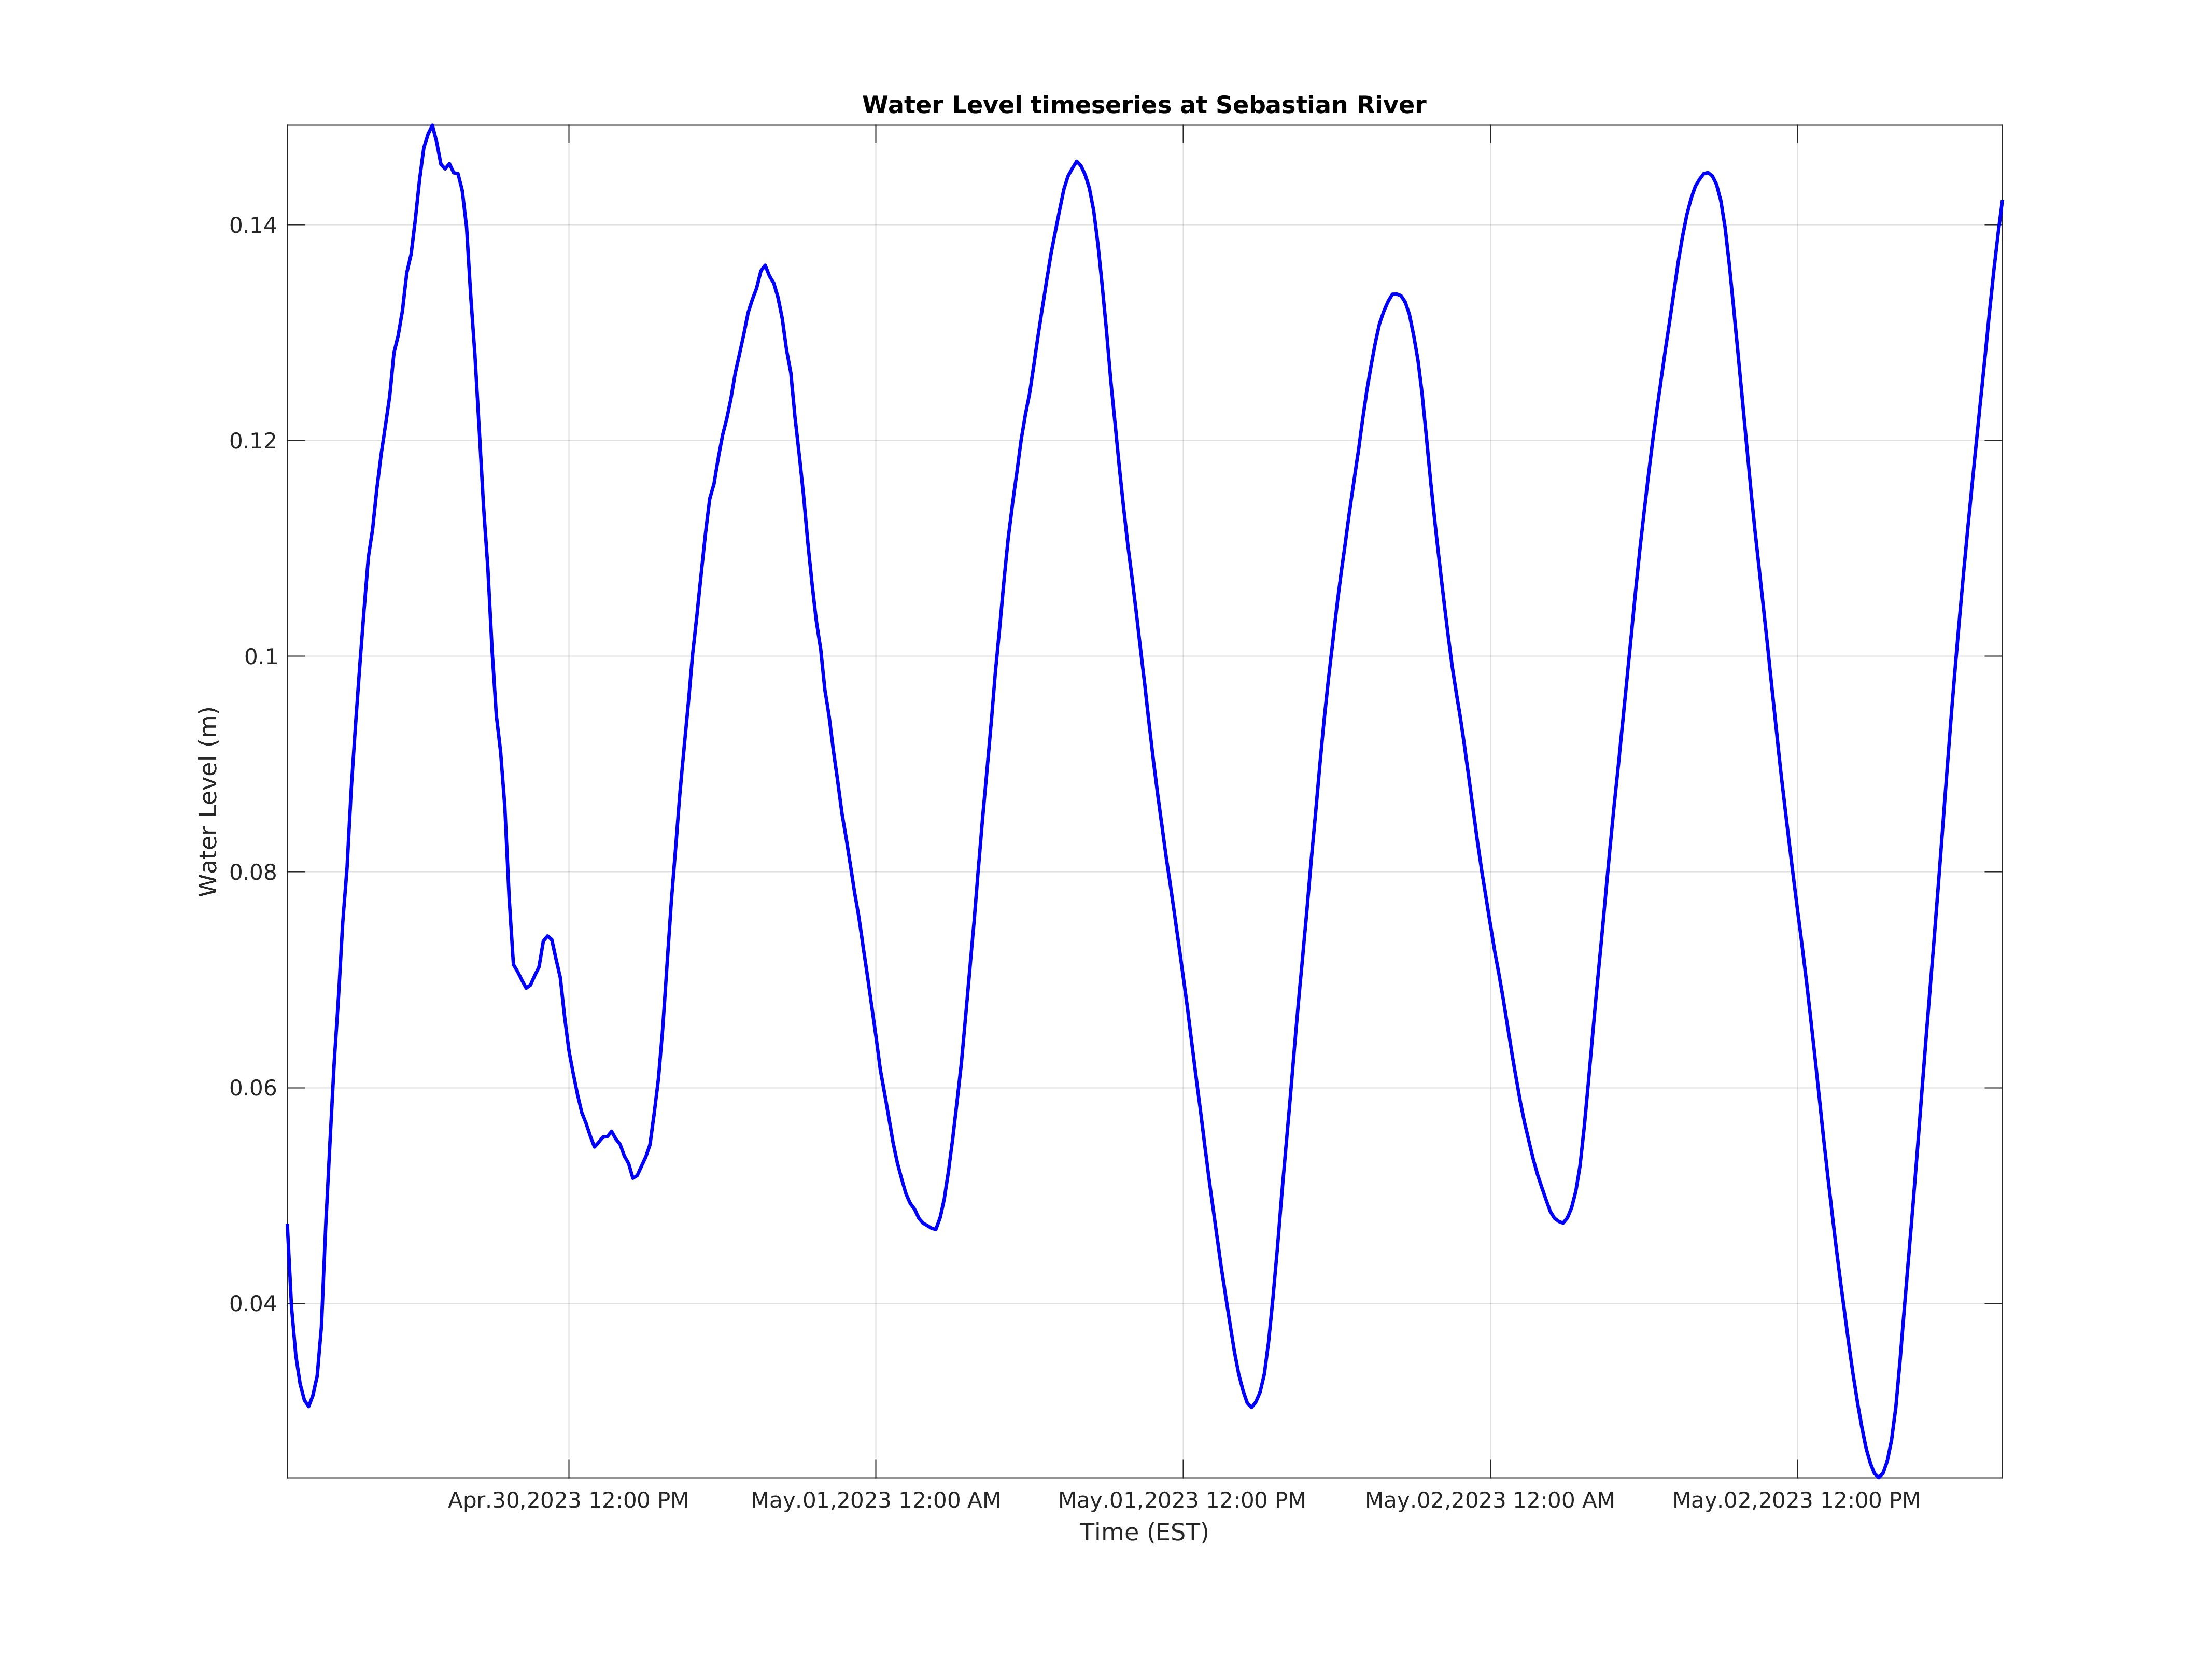 Water Level timeseries at Sebastian River
0.14
0.12
0.1
0.08
0.06
0.04
Water Level (m)
Apr.30,2023 12:00 PM
May.01,2023 12:00 AM
May.01,2023 12:00 PM
May.02,2023 12:00 AM
May.02,2023 12:00 PM
Time (EST)